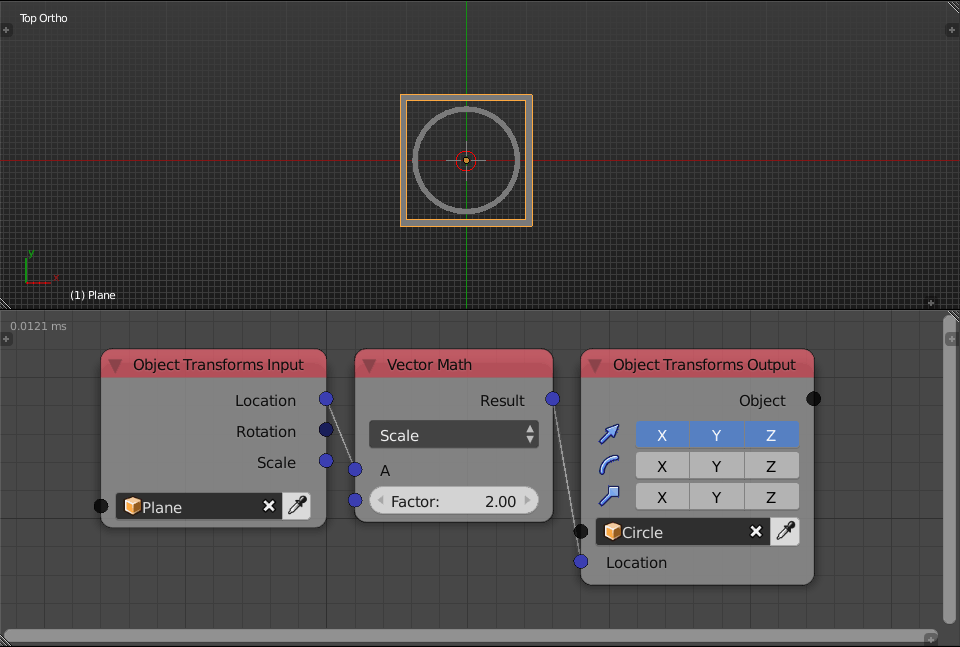 Top Ortho
y
x
(1) Plane
0.0121 ms
Object Transforms Input
Location
Rotation
Scale
Plane
Vector Math
Result
Scale
A
Factor: 2.00
Object Transforms Output
Object
X Y Z
X Y Z
X Y Z
Circle
Location